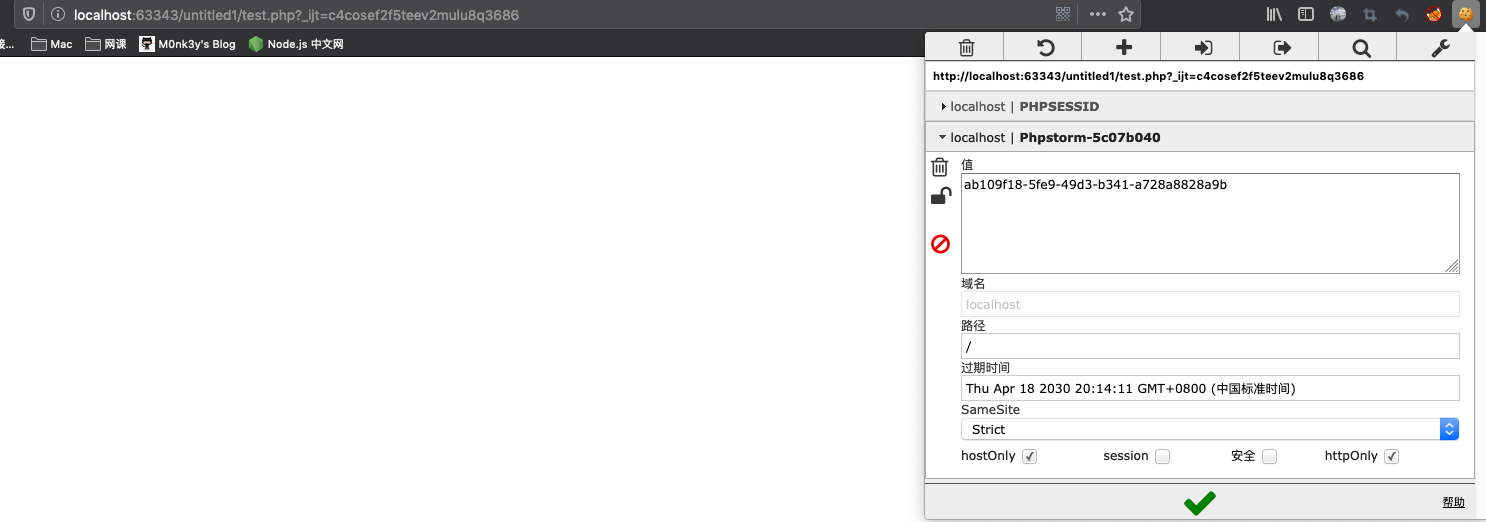 localhost:63343/untitled1/test.php?_ijt=c4cosef2f5teev2mulu8q3686
接... Mac 网课 M0nk3y's Blog Node.js 中文网
http://localhost:63343/untitled1/test.php?_ijt=c4cosef2f5teev2mulu8q3686
localhost | PHPSESSID
localhost | Phpstorm-5c07b040
值
ab109f18-5fe9-49d3-b341-a728a8828a9b
域名
localhost
路径
/
过期时间
Thu Apr 18 2030 20:14:11 GMT+0800 (中国标准时间)
SameSite
Strict
hostOnly session 安全 httpOnly
帮助